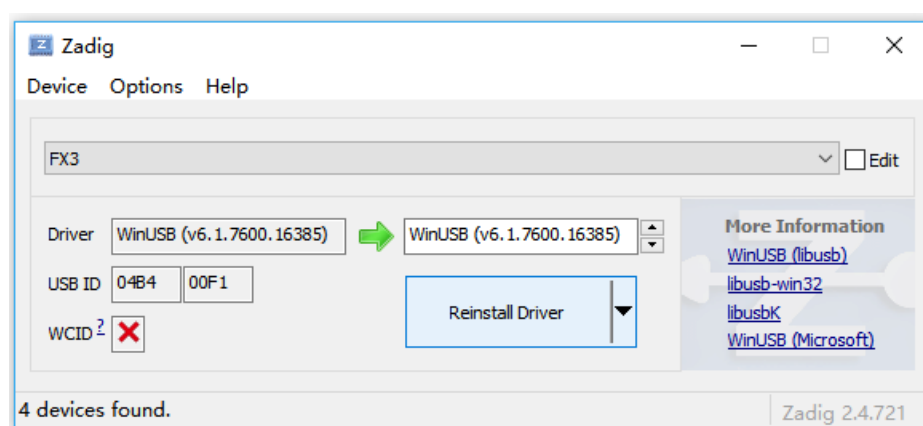 Zadig
Device Options Help
FX3
Edit
Driver WinUSB (v6.1.7600.16385) WinUSB (v6.1.7600.16385)
USB ID 04B4 00F1
WCID ?
Reinstall Driver
More Information
WinUSB (libusb)
libusb-win32
libusbK
WinUSB (Microsoft)
4 devices found.
Zadig 2.4.721